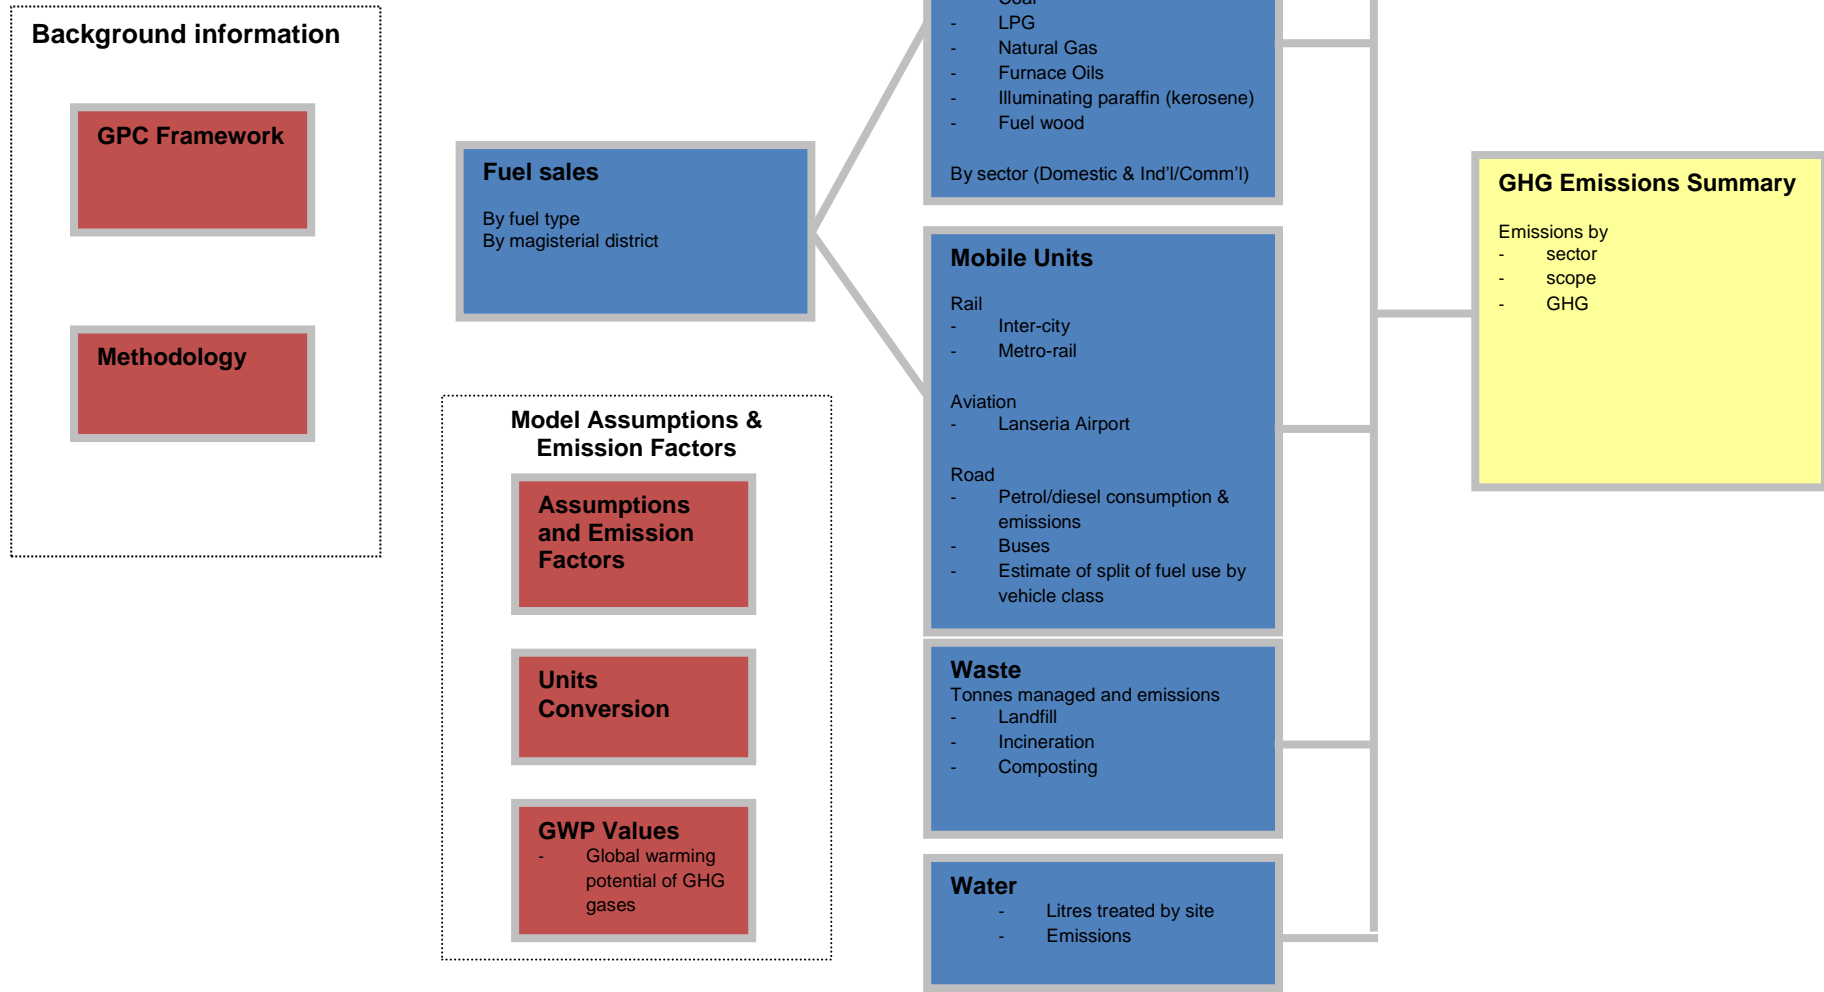 Background information
GPC Framework
Methodology
Fuel sales
By fuel type
By magisterial district
Model Assumptions &
Emission Factors
Assumptions
and Emission
Factors
Units
Conversion
GWP Values
- Global warming
potential of GHG
gases
- LPG
- Natural Gas
- Furnace Oils
- Illuminating paraffin (kerosene)
- Fuel wood
By sector (Domestic & Ind'l/Comm'l)
Mobile Units
Rail
- Inter-city
- Metro-rail
Aviation
- Lanseria Airport
Road
- Petrol/diesel consumption &
emissions
- Buses
- Estimate of split of fuel use by
vehicle class
Waste
Tonnes managed and emissions
- Landfill
- Incineration
- Composting
Water
- Litres treated by site
- Emissions
GHG Emissions Summary
Emissions by
- sector
- scope
- GHG